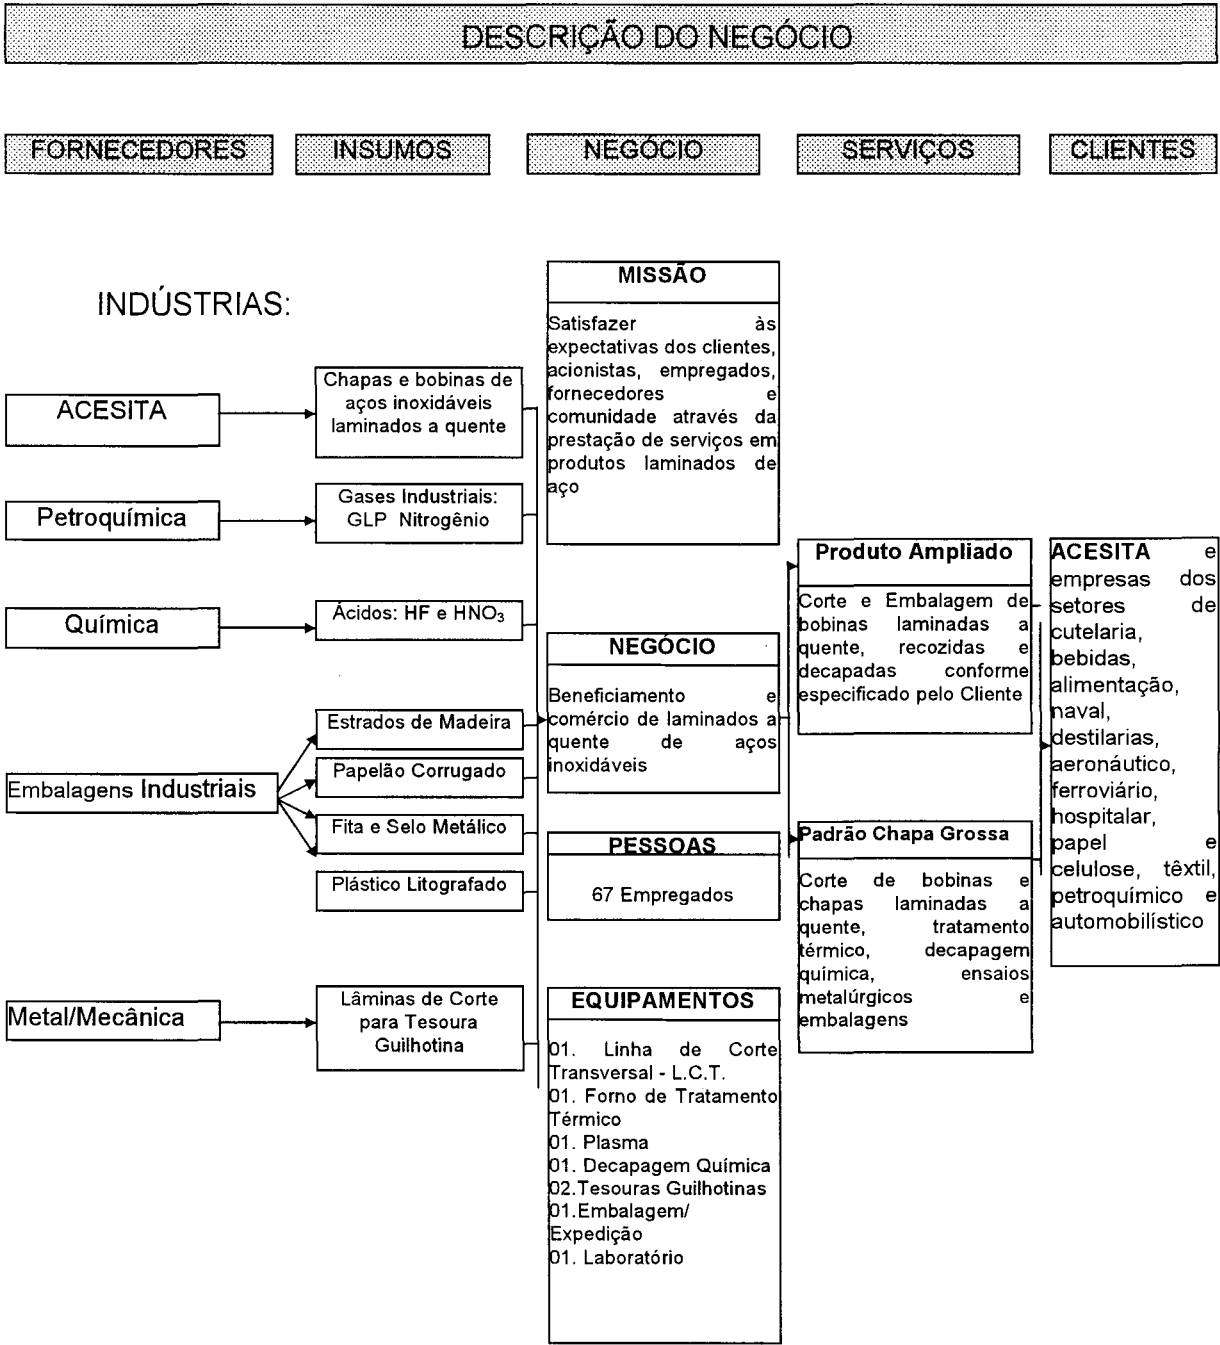 DESCRIÇÃO DO NEGÓCIO
FORNECEDORES
INSUMOS
NEGÓCIO
SERVIÇOS
CLIENTES
INDÚSTRIAS:
ACESITA
Petroquímica
Química
Embalagens Industriais
Metal/Mecânica
Chapas e bobinas de
aços inoxidáveis
laminados a quente
Gases Industriais:
GLP Nitrogênio
Ácidos: HF e HNO₃
Estrados de Madeira
Papelão Corrugado
Fita e Selo Metálico
Plástico Litografado
Lâminas de Corte
para Tesoura
Guilhotina
MISSÃO
Satisfazer às
expectativas dos clientes,
acionistas, empregados,
fornecedores e
comunidade através da
prestação de serviços em
produtos laminados de
aço
NEGÓCIO
Beneficiamento e
comércio de laminados a
quente de aços
inoxidáveis
PESSOAS
67 Empregados
EQUIPAMENTOS
01. Linha de Corte
Transversal - L.C.T.
01. Forno de Tratamento
Térmico
01. Plasma
01. Decapagem Química
02.Tesouras Guilhotinas
01.Embalagem/
Expedição
01. Laboratório
Produto Ampliado
Corte e Embalagem de
bobinas laminadas a
quente, recozidas e
decapadas conforme
especificado pelo Cliente
Padrão Chapa Grossa
Corte de bobinas e
chapas laminadas a
quente, tratamento
térmico, decapagem
química, ensaios
metalúrgicos e
embalagens
ACESITA e
empresas dos
setores de
cutelaria,
bebidas,
alimentação,
naval,
destilarias,
aeronáutico,
ferroviário,
hospitalar,
papel e
celulose, têxtil,
petroquímico e
automobilístico